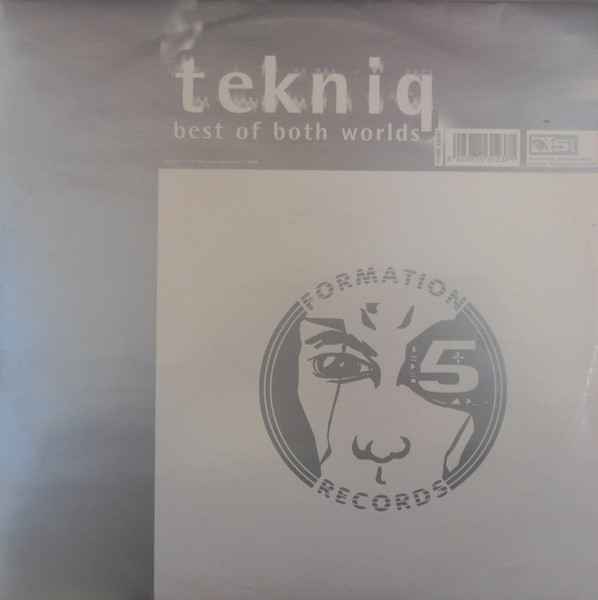 tekniq
best of both worlds
FORMATION
5
RECORDS